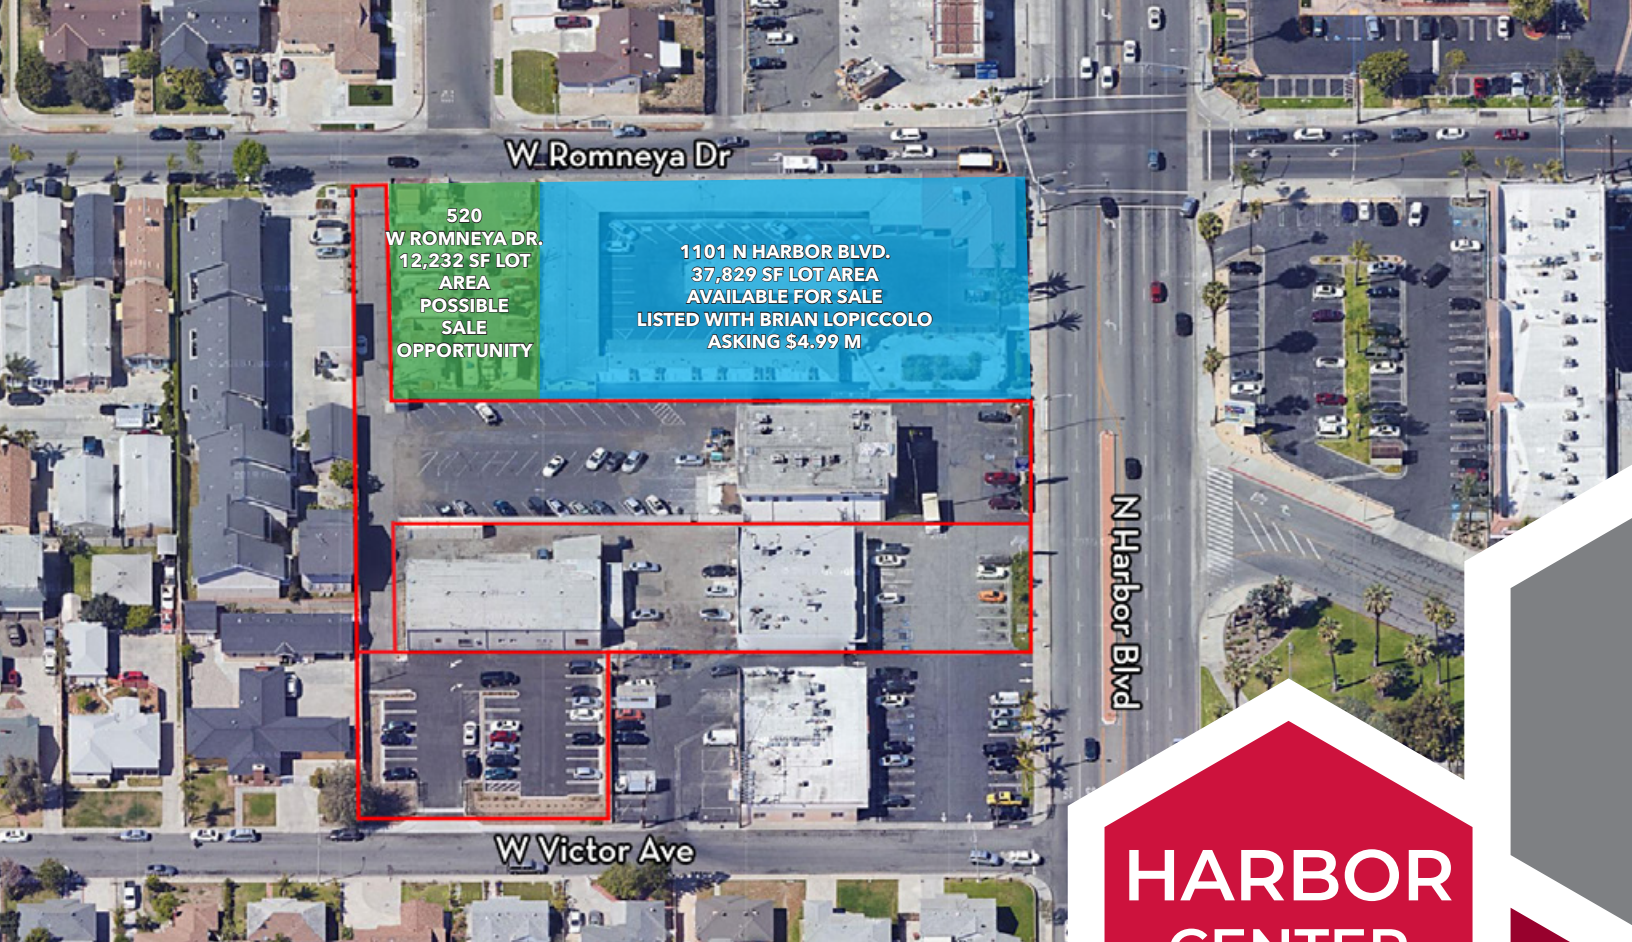 W Romneya Dr
520
W ROMNEYA DR.
12,232 SF LOT
AREA
POSSIBLE
SALE
OPPORTUNITY
1101 N HARBOR BLVD.
37,829 SF LOT AREA
AVAILABLE FOR SALE
LISTED WITH BRIAN LOPICCOLO
ASKING $4.99 M
N Harbor Blvd
W Victor Ave
HARBOR
CENTER